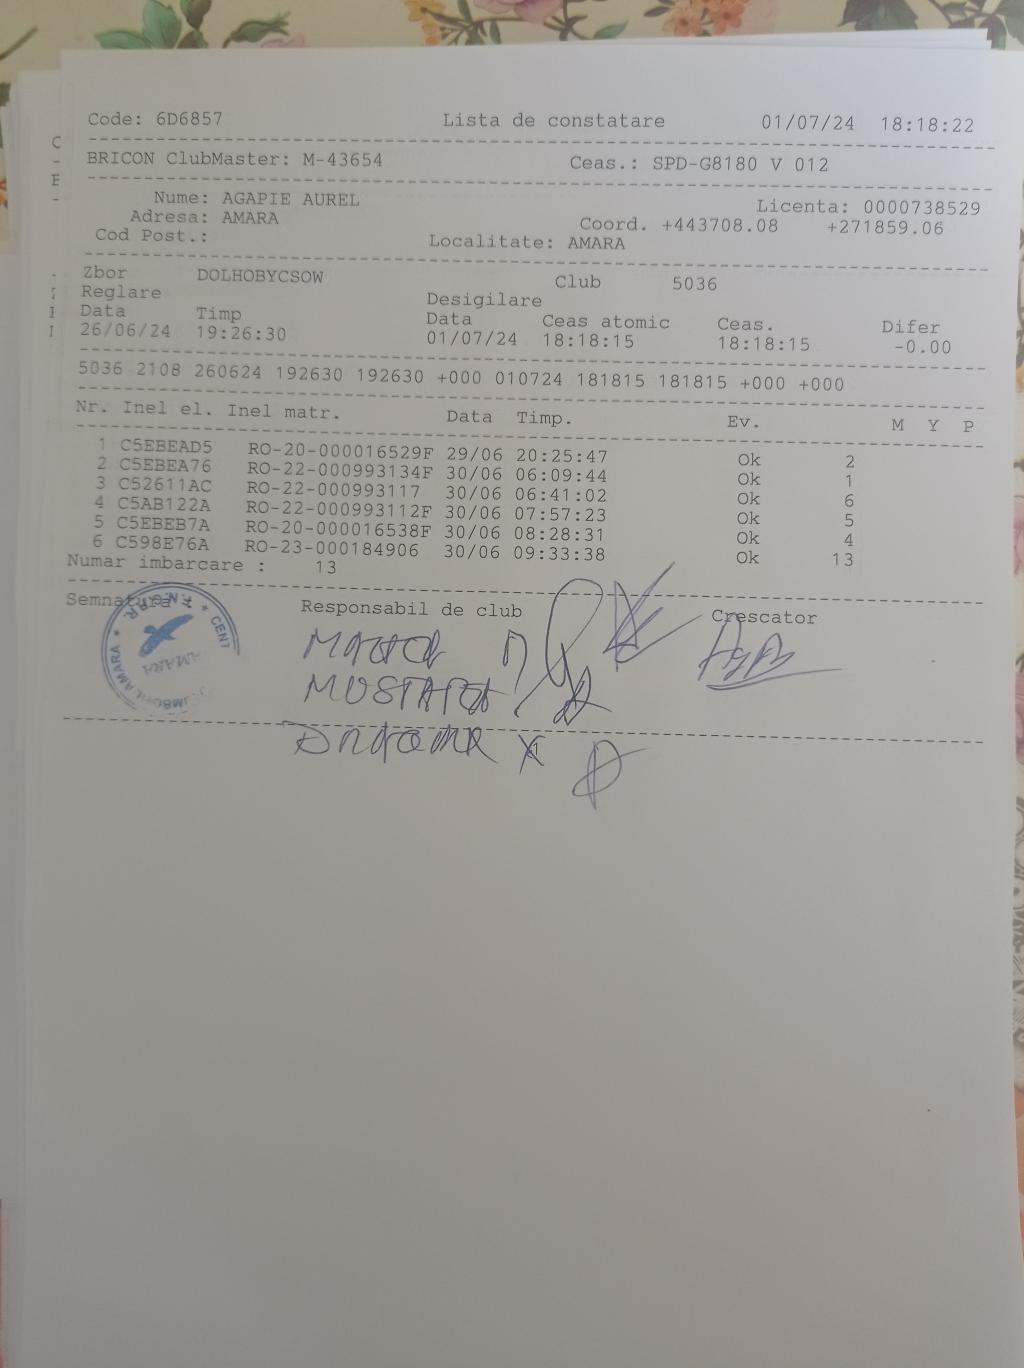 Code: 6D6857 Lista de constatare 01/07/24 18:18:22
BRICON ClubMaster: M-43654 Ceas.: SPD-G8180 V 012
Nume: AGAPIE AUREL Licenta: 0000738529
Adresa: AMARA Coord. +443708.08 +271859.06
Cod Post.: Localitate: AMARA
Zbor DOLHOBYCSOW Club 5036
Reglare Desigilare
Data Timp Data Ceas atomic Ceas. Difer
26/06/24 19:26:30 01/07/24 18:18:15 18:18:15 -0.00
5036 2108 260624 192630 192630 +000 010724 181815 181815 +000 +000
Nr. Inel el. Inel matr. Data Timp. Ev. M Y P
1 C5EBEAD5 RO-20-000016529F 29/06 20:25:47 Ok 2
2 C5EBEA76 RO-22-000993134F 30/06 06:09:44 Ok 1
3 C52611AC RO-22-000993117 30/06 06:41:02 Ok 6
4 C5AB122A RO-22-000993112F 30/06 07:57:23 Ok 5
5 C5EBEB7A RO-20-000016538F 30/06 08:28:31 Ok 4
6 C598E76A RO-23-000184906 30/06 09:33:38 Ok 13
Numar imbarcare : 13
Semnatura : Responsabil de club Crescator
AMARA
1